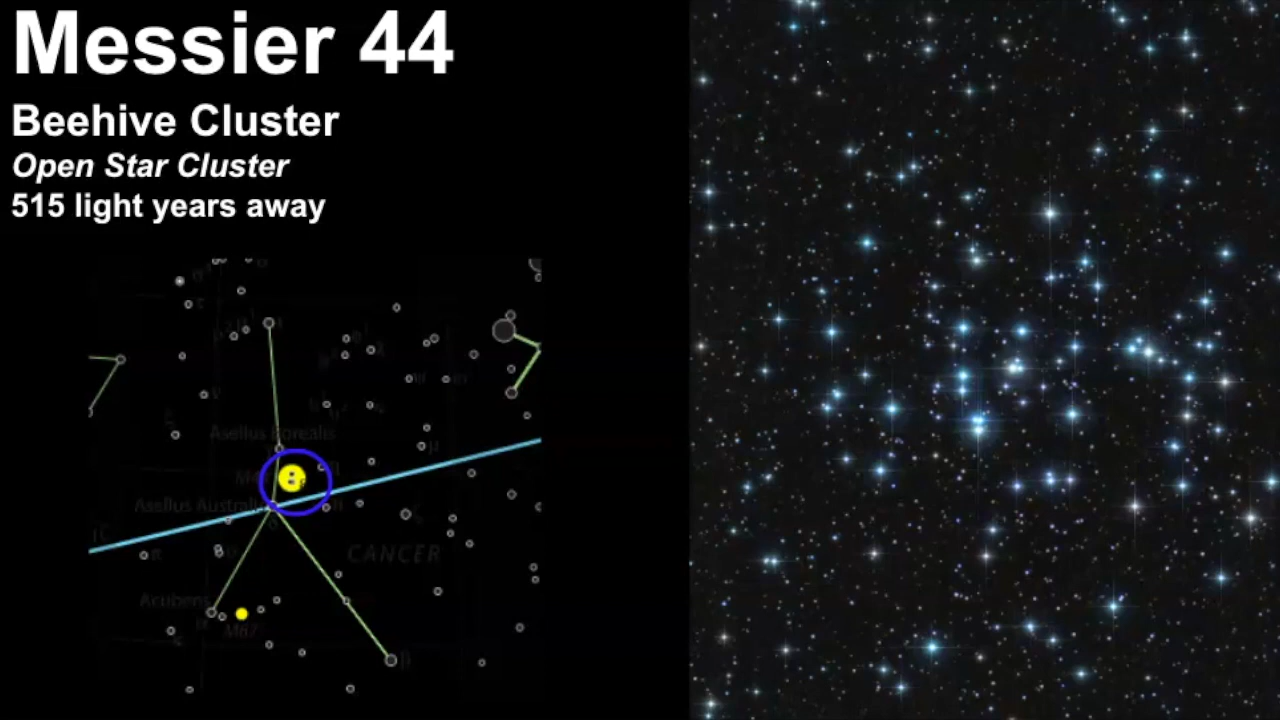 Messier 44
Beehive Cluster
Open Star Cluster
515 light years away
Asellus Borealis
Asellus Australis
CANCER
Acubens
M67